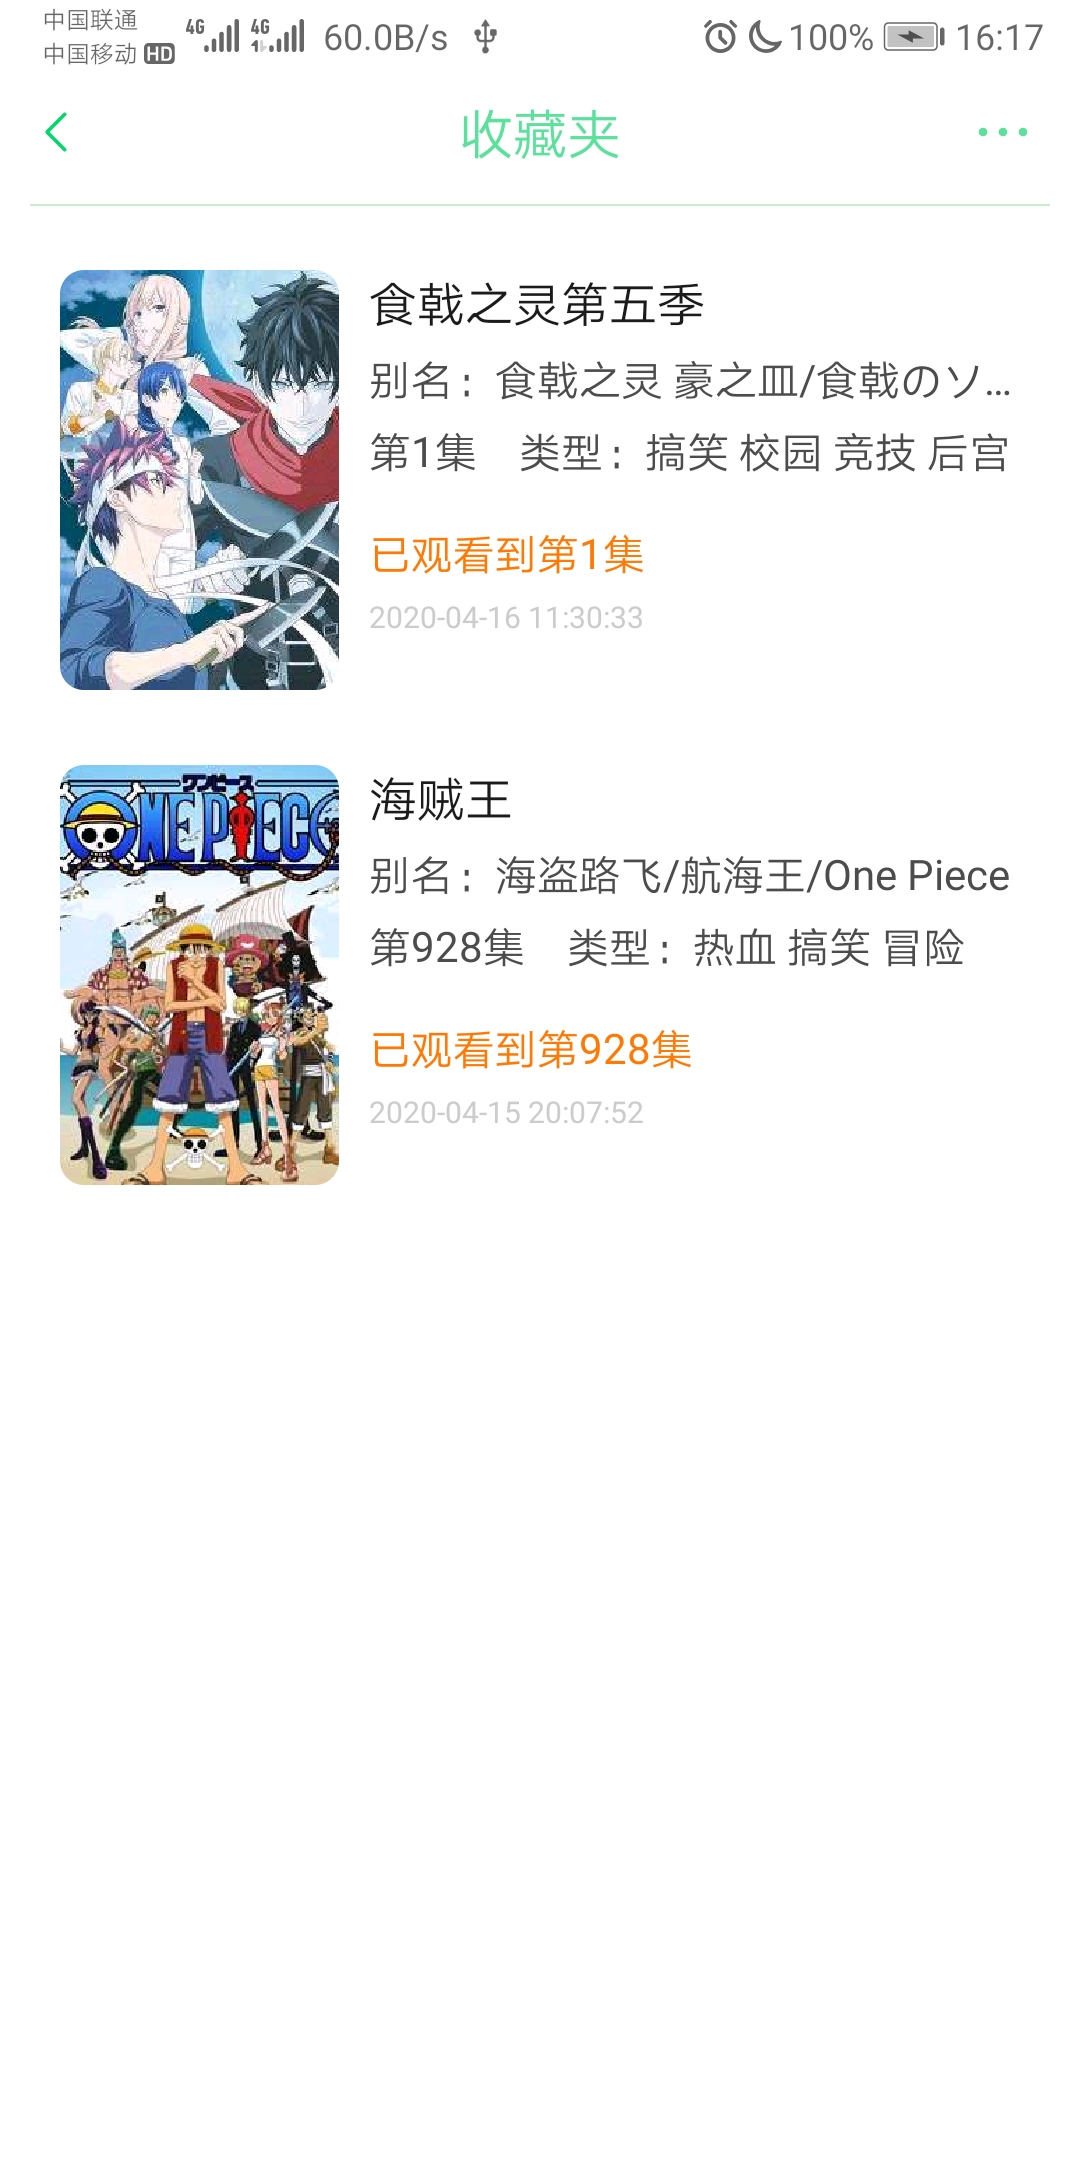 中国联通
中国移动 HD
4G 4G 60.0B/s 100% 16:17
收藏夹
食戟之灵第五季
别名：食戟之灵 豪之皿/食戟のソ...
第1集 类型：搞笑 校园 竞技 后宫
已观看到第1集
2020-04-16 11:30:33
ワンピース
ONE PIECE
海贼王
别名：海盗路飞/航海王/One Piece
第928集 类型：热血 搞笑 冒险
已观看到第928集
2020-04-15 20:07:52